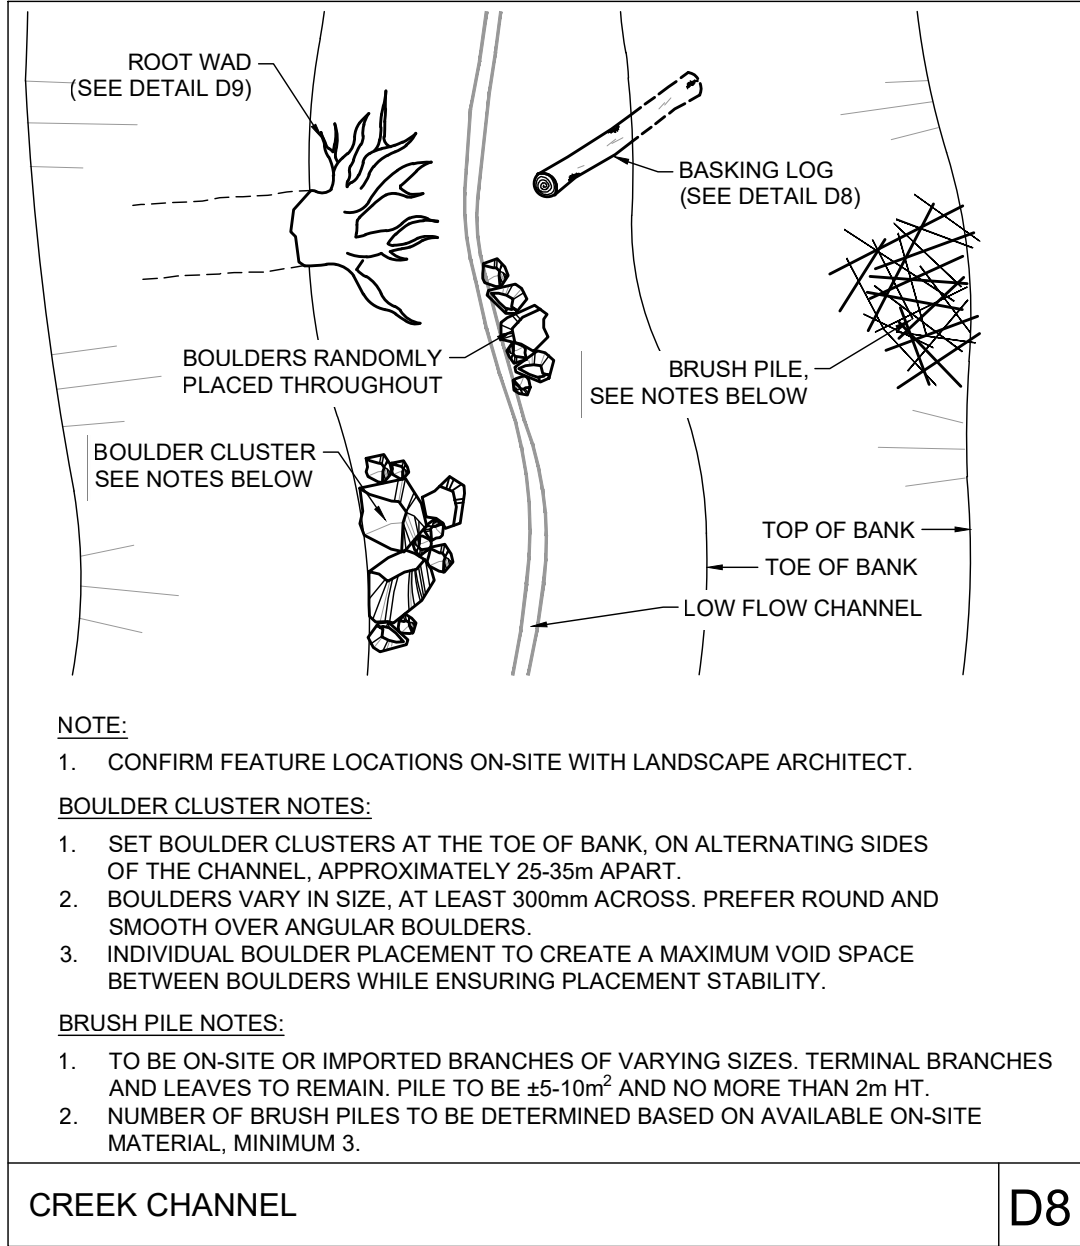 ROOT WAD
(SEE DETAIL D9)
BASKING LOG
(SEE DETAIL D8)
BOULDERS RANDOMLY
PLACED THROUGHOUT
BRUSH PILE,
SEE NOTES BELOW
BOULDER CLUSTER
SEE NOTES BELOW
TOP OF BANK
TOE OF BANK
LOW FLOW CHANNEL
NOTE:
1. CONFIRM FEATURE LOCATIONS ON-SITE WITH LANDSCAPE ARCHITECT.
BOULDER CLUSTER NOTES:
1. SET BOULDER CLUSTERS AT THE TOE OF BANK, ON ALTERNATING SIDES
OF THE CHANNEL, APPROXIMATELY 25-35m APART.
2. BOULDERS VARY IN SIZE, AT LEAST 300mm ACROSS. PREFER ROUND AND
SMOOTH OVER ANGULAR BOULDERS.
3. INDIVIDUAL BOULDER PLACEMENT TO CREATE A MAXIMUM VOID SPACE
BETWEEN BOULDERS WHILE ENSURING PLACEMENT STABILITY.
BRUSH PILE NOTES:
1. TO BE ON-SITE OR IMPORTED BRANCHES OF VARYING SIZES. TERMINAL BRANCHES
AND LEAVES TO REMAIN. PILE TO BE ±5-10m² AND NO MORE THAN 2m HT.
2. NUMBER OF BRUSH PILES TO BE DETERMINED BASED ON AVAILABLE ON-SITE
MATERIAL, MINIMUM 3.
CREEK CHANNEL
D8